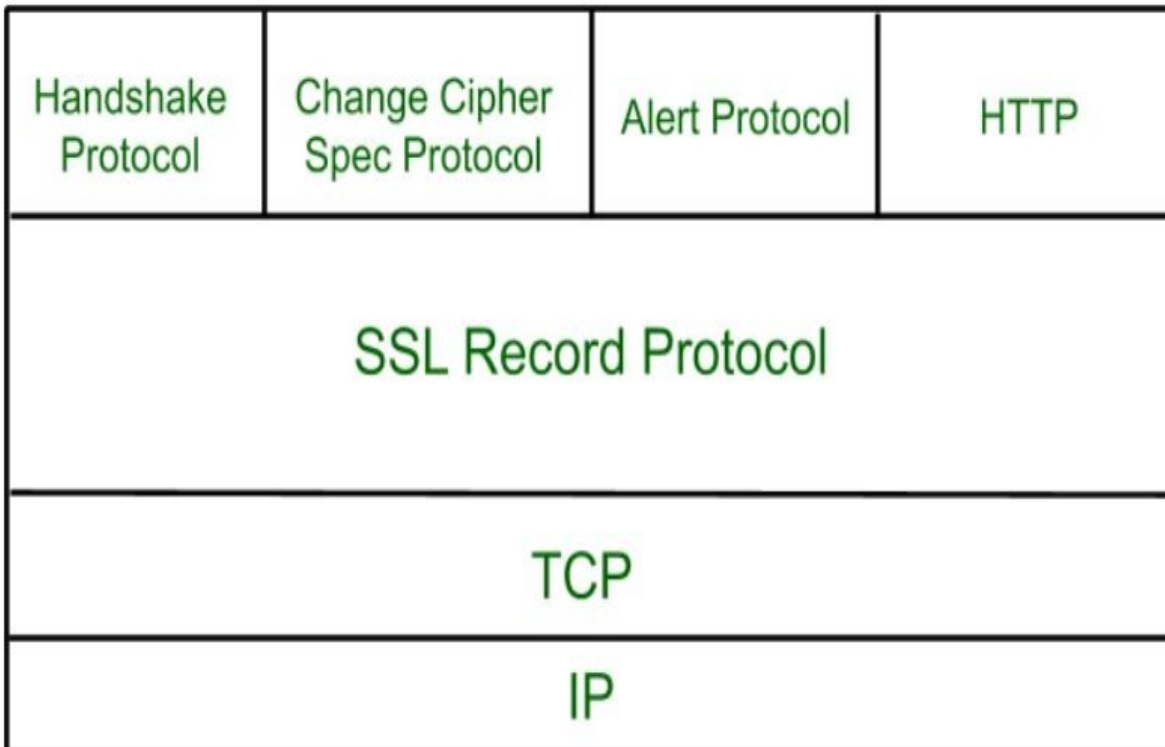 Handshake
Protocol
Change Cipher
Spec Protocol
Alert Protocol
HTTP
SSL Record Protocol
TCP
IP